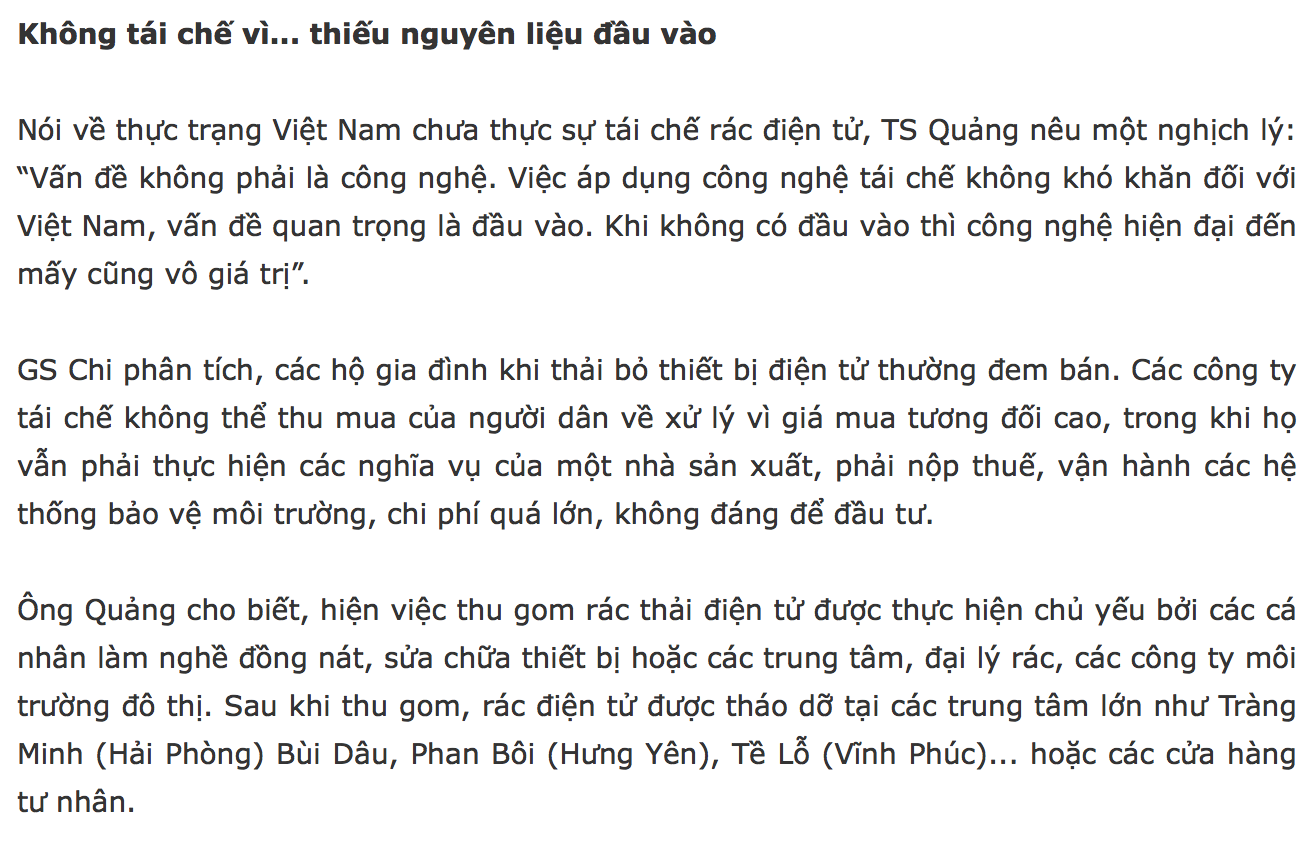 Không tái chế vì... thiếu nguyên liệu đầu vào
Nói về thực trạng Việt Nam chưa thực sự tái chế rác điện tử, TS Quảng nêu một nghịch lý:
“Vấn đề không phải là công nghệ. Việc áp dụng công nghệ tái chế không khó khăn đối với
Việt Nam, vấn đề quan trọng là đầu vào. Khi không có đầu vào thì công nghệ hiện đại đến
mấy cũng vô giá trị”.
GS Chi phân tích, các hộ gia đình khi thải bỏ thiết bị điện tử thường đem bán. Các công ty
tái chế không thể thu mua của người dân về xử lý vì giá mua tương đối cao, trong khi họ
vẫn phải thực hiện các nghĩa vụ của một nhà sản xuất, phải nộp thuế, vận hành các hệ
thống bảo vệ môi trường, chi phí quá lớn, không đáng để đầu tư.
Ông Quảng cho biết, hiện việc thu gom rác thải điện tử được thực hiện chủ yếu bởi các cá
nhân làm nghề đồng nát, sửa chữa thiết bị hoặc các trung tâm, đại lý rác, các công ty môi
trường đô thị. Sau khi thu gom, rác điện tử được tháo dỡ tại các trung tâm lớn như Tràng
Minh (Hải Phòng) Bùi Dâu, Phan Bôi (Hưng Yên), Tề Lỗ (Vĩnh Phúc)... hoặc các cửa hàng
tư nhân.